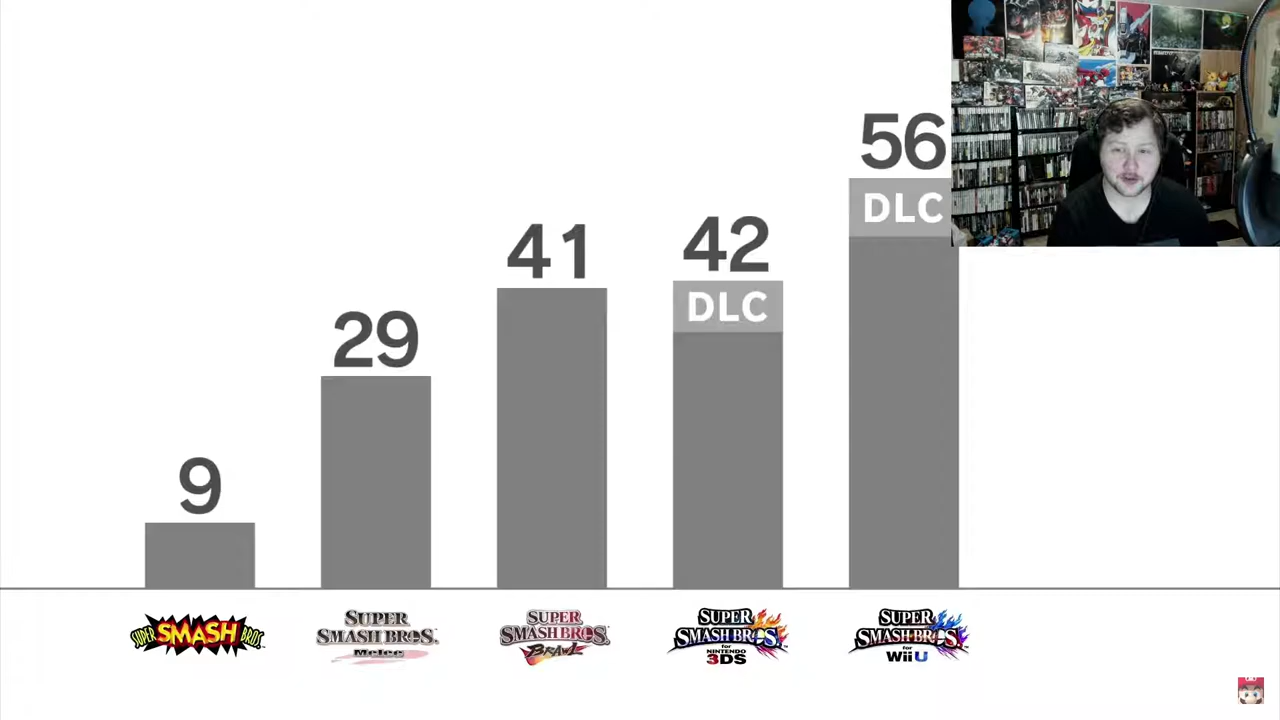 9
29
41
42
DLC
56
DLC
SUPER SMASH BROS.
SUPER
SMASH BROS.
Melee
SUPER
SMASH BROS.
BRAWL
SUPER
SMASH BROS.
for
NINTENDO
3DS
SUPER
SMASH BROS.
for
Wii U